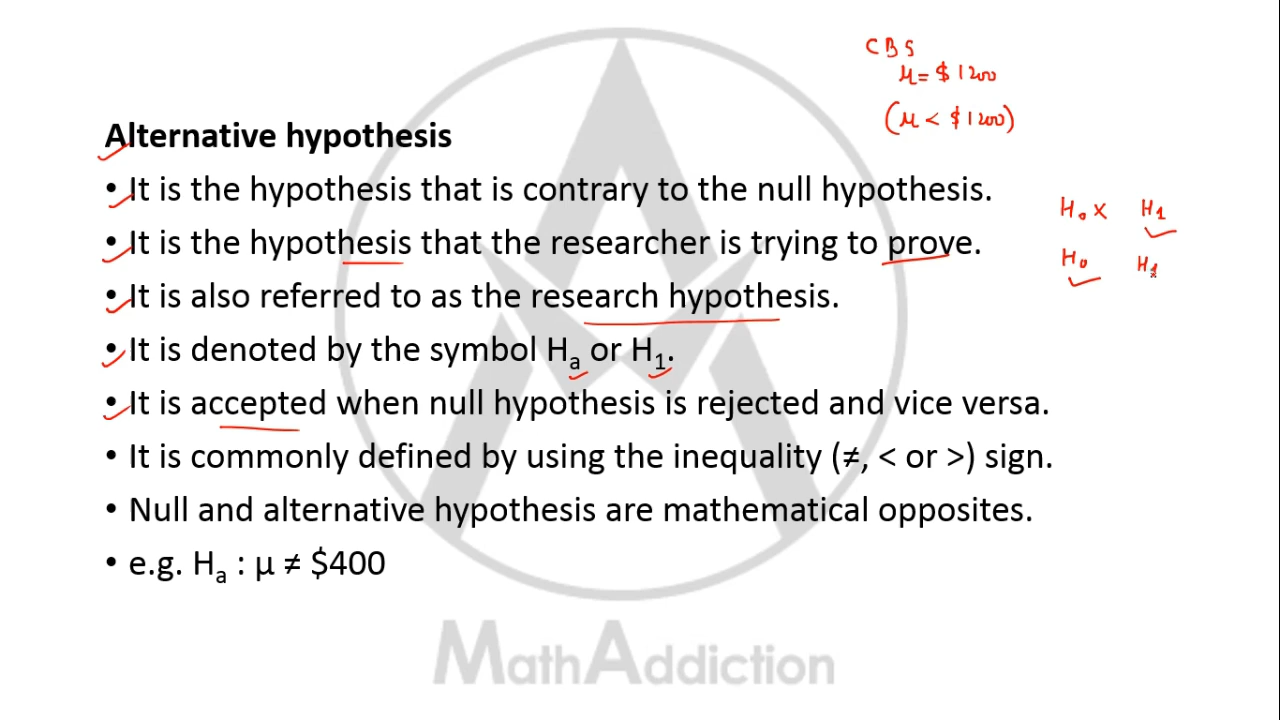 CBS
μ = $1200
(μ < $1200)
Alternative hypothesis
• It is the hypothesis that is contrary to the null hypothesis.
H₀ x H₁
• It is the hypothesis that the researcher is trying to prove.
H₀ H₁
• It is also referred to as the research hypothesis.
• It is denoted by the symbol Hₐ or H₁.
• It is accepted when null hypothesis is rejected and vice versa.
• It is commonly defined by using the inequality (≠, < or >) sign.
• Null and alternative hypothesis are mathematical opposites.
• e.g. Hₐ : μ ≠ $400
MathAddiction